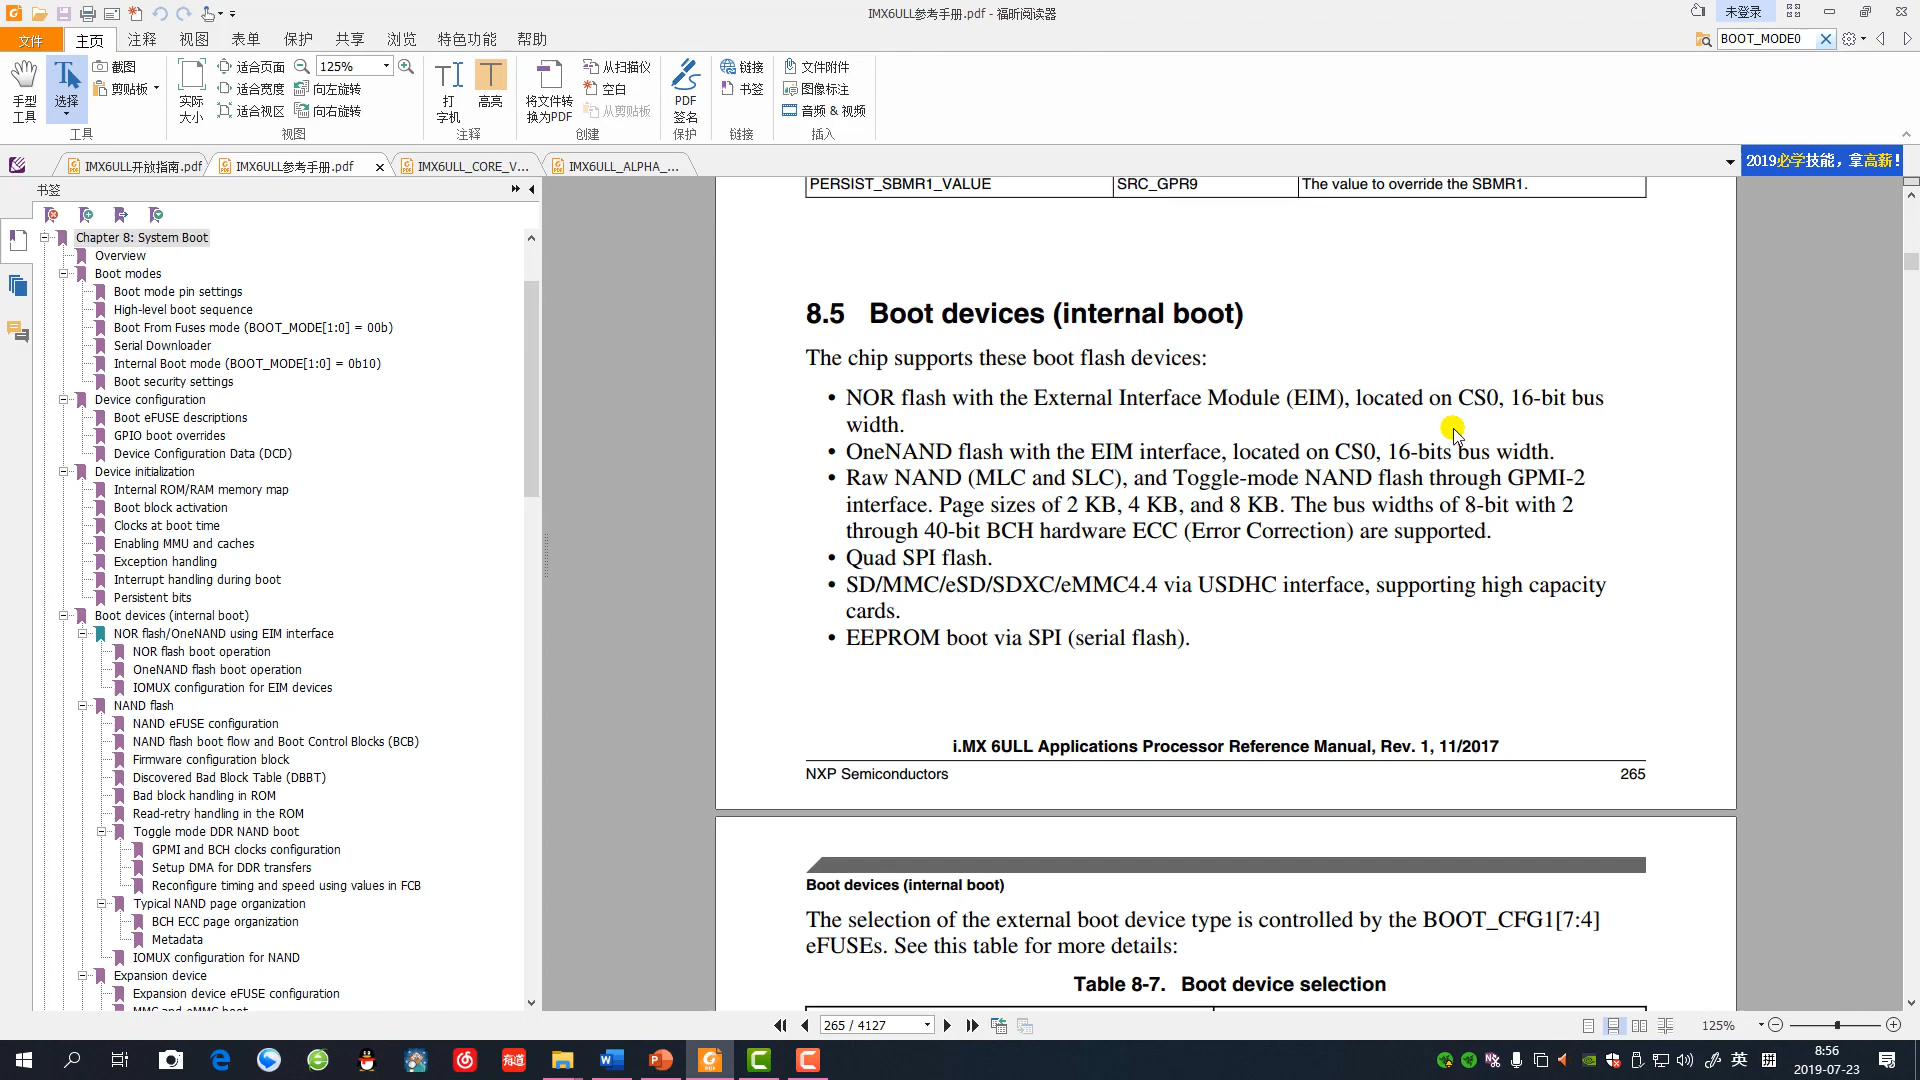 IMX6ULL参考手册.pdf - 福昕阅读器
未登录
文件
主页
注释
视图
表单
保护
共享
浏览
特色功能
帮助
BOOT_MODE0
手型
工具
选择
截图
剪贴板
工具
实际
大小
适合页面
适合宽度
适合视区
125%
向左旋转
向右旋转
视图
打
字机
高亮
注释
将文件转
换为PDF
从扫描仪
空白
从剪贴板
创建
PDF
签名
保护
链接
书签
链接
文件附件
图像标注
音频 & 视频
插入
IMX6ULL开放指南.pdf
IMX6ULL参考手册.pdf
IMX6ULL_CORE_V...
IMX6ULL_ALPHA_...
2019必学技能，拿高薪！
书签
Chapter 8: System Boot
Overview
Boot modes
Boot mode pin settings
High-level boot sequence
Boot From Fuses mode (BOOT_MODE[1:0] = 00b)
Serial Downloader
Internal Boot mode (BOOT_MODE[1:0] = 0b10)
Boot security settings
Device configuration
Boot eFUSE descriptions
GPIO boot overrides
Device Configuration Data (DCD)
Device initialization
Internal ROM/RAM memory map
Boot block activation
Clocks at boot time
Enabling MMU and caches
Exception handling
Interrupt handling during boot
Persistent bits
Boot devices (internal boot)
NOR flash/OneNAND using EIM interface
NOR flash boot operation
OneNAND flash boot operation
IOMUX configuration for EIM devices
NAND flash
NAND eFUSE configuration
NAND flash boot flow and Boot Control Blocks (BCB)
Firmware configuration block
Discovered Bad Block Table (DBBT)
Bad block handling in ROM
Read-retry handling in the ROM
Toggle mode DDR NAND boot
GPMI and BCH clocks configuration
Setup DMA for DDR transfers
Reconfigure timing and speed using values in FCB
Typical NAND page organization
BCH ECC page organization
Metadata
IOMUX configuration for NAND
Expansion device
Expansion device eFUSE configuration
MMC and eMMC boot
PERSIST_SBMR1_VALUE SRC_GPR9 The value to override the SBMR1.
8.5 Boot devices (internal boot)
The chip supports these boot flash devices:
• NOR flash with the External Interface Module (EIM), located on CS0, 16-bit bus
width.
• OneNAND flash with the EIM interface, located on CS0, 16-bits bus width.
• Raw NAND (MLC and SLC), and Toggle-mode NAND flash through GPMI-2
interface. Page sizes of 2 KB, 4 KB, and 8 KB. The bus widths of 8-bit with 2
through 40-bit BCH hardware ECC (Error Correction) are supported.
• Quad SPI flash.
• SD/MMC/eSD/SDXC/eMMC4.4 via USDHC interface, supporting high capacity
cards.
• EEPROM boot via SPI (serial flash).
i.MX 6ULL Applications Processor Reference Manual, Rev. 1, 11/2017
NXP Semiconductors 265
Boot devices (internal boot)
The selection of the external boot device type is controlled by the BOOT_CFG1[7:4]
eFUSEs. See this table for more details:
Table 8-7. Boot device selection
265 / 4127
125%
有道
英
8:56
2019-07-23